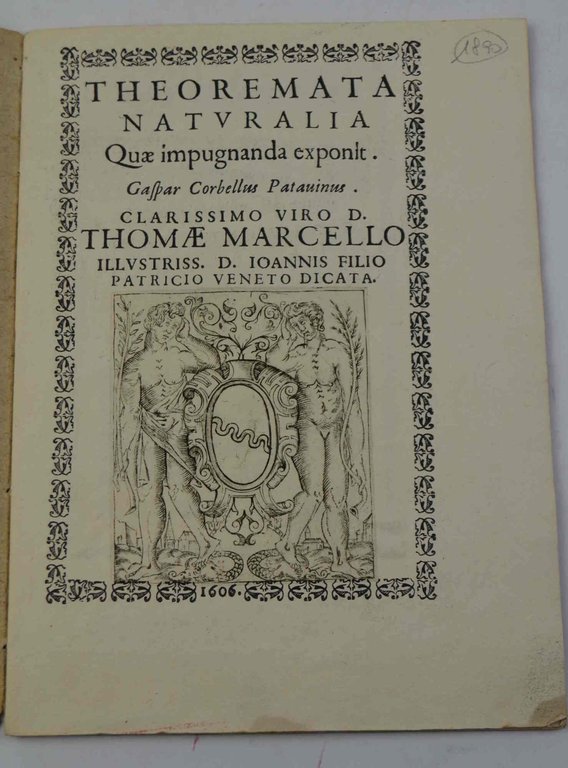 1890
THEOREMATA
NATVRALIA
Quæ impugnanda exponit.
Gaſpar Corbellus Patauinus.
CLARISSIMO VIRO D.
THOMÆ MARCELLO
ILLVSTRISS. D. IOANNIS FILIO
PATRICIO VENETO DICATA.
1606.